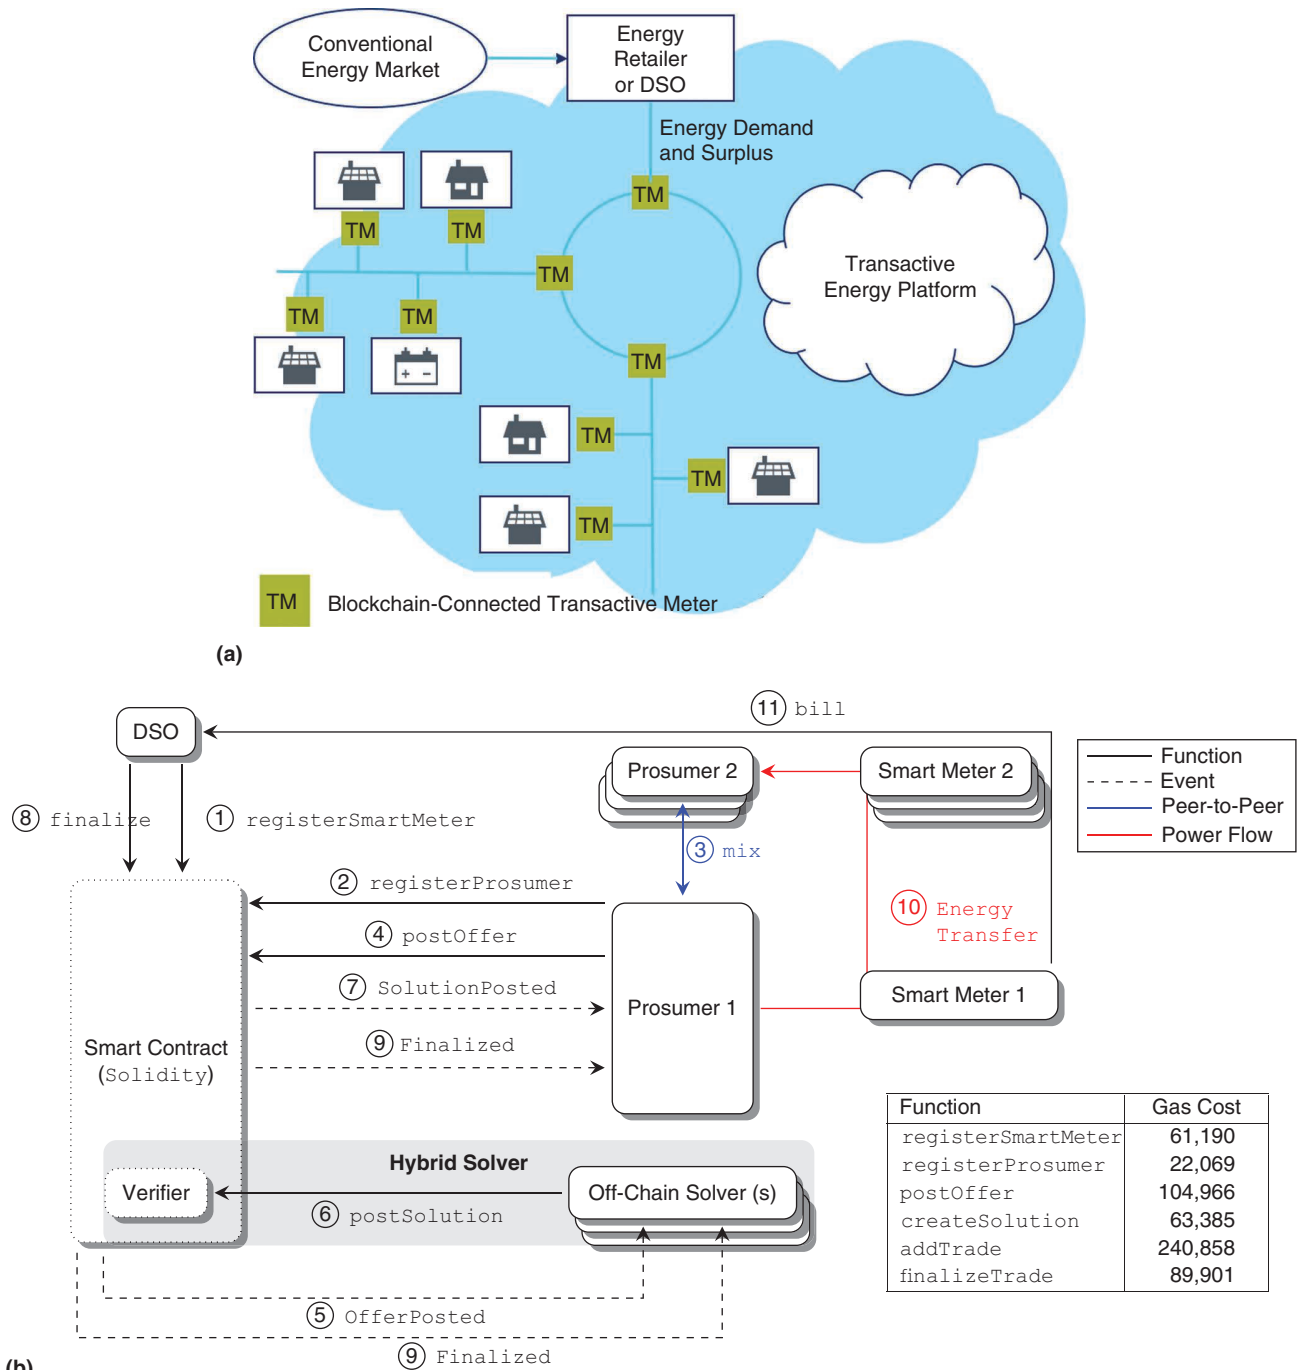 Conventional
Energy Market
Energy
Retailer
or DSO
Energy Demand
and Surplus
TM
TM
TM
TM
Transactive
Energy Platform
TM
TM
TM
TM
TM
TM
TM Blockchain-Connected Transactive Meter
(a)
11 bill
DSO
Prosumer 2
Smart Meter 2
Function
Event
Peer-to-Peer
Power Flow
8 finalize
1 registerSmartMeter
3 mix
2 registerProsumer
10 Energy
Transfer
4 postOffer
7 SolutionPosted
Prosumer 1
Smart Meter 1
9 Finalized
Smart Contract
(Solidity)
Function Gas Cost
registerSmartMeter 61,190
registerProsumer 22,069
postOffer 104,966
createSolution 63,385
addTrade 240,858
finalizeTrade 89,901
Hybrid Solver
Verifier
Off-Chain Solver (s)
6 postSolution
5 OfferPosted
9 Finalized
(b)